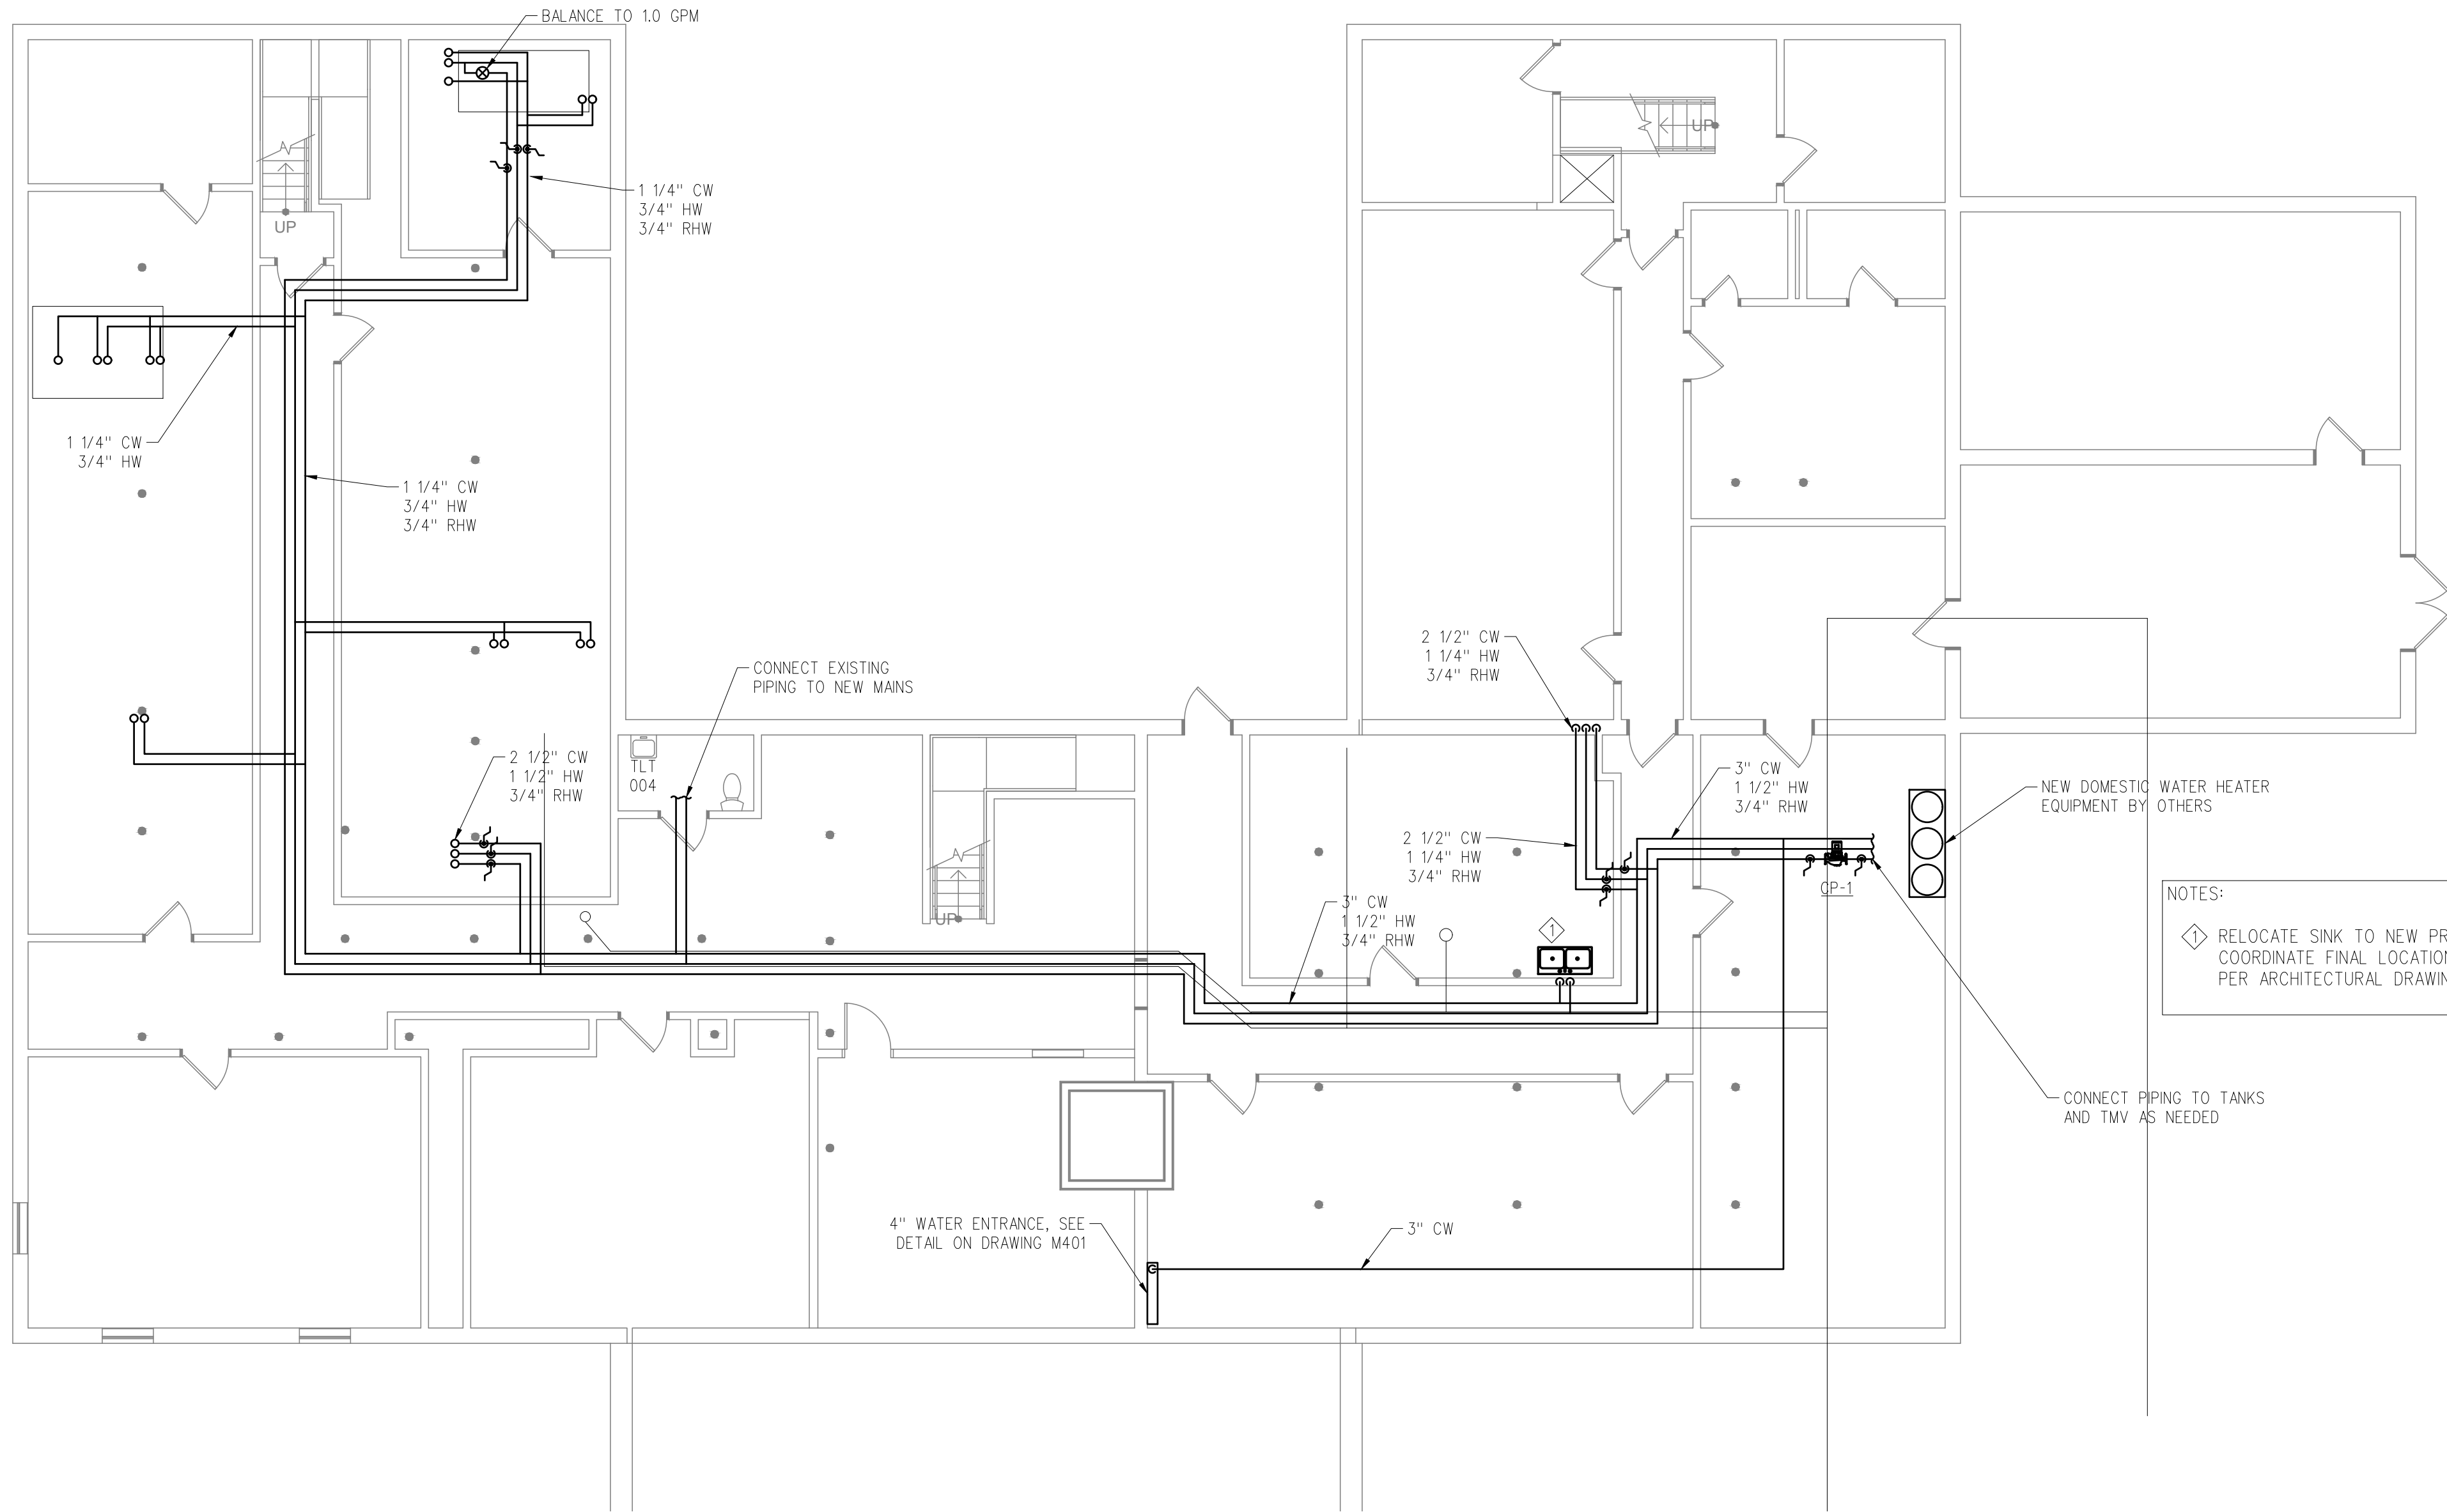 BALANCE TO 1.0 GPM
UP
1 1/4" CW
3/4" HW
3/4" RHW
UP
1 1/4" CW
3/4" HW
1 1/4" CW
3/4" HW
3/4" RHW
2 1/2" CW
1 1/4" HW
3/4" RHW
CONNECT EXISTING
PIPING TO NEW MAINS
2 1/2" CW
1 1/2" HW
3/4" RHW
TLT
004
3" CW
1 1/2" HW
3/4" RHW
NEW DOMESTIC WATER HEATER
EQUIPMENT BY OTHERS
2 1/2" CW
1 1/4" HW
3/4" RHW
CP-1
UP
3" CW
1 1/2" HW
3/4" RHW
1
NOTES:
1 RELOCATE SINK TO NEW PR
COORDINATE FINAL LOCATION
PER ARCHITECTURAL DRAWIN
CONNECT PIPING TO TANKS
AND TMV AS NEEDED
4" WATER ENTRANCE, SEE
DETAIL ON DRAWING M401
3" CW